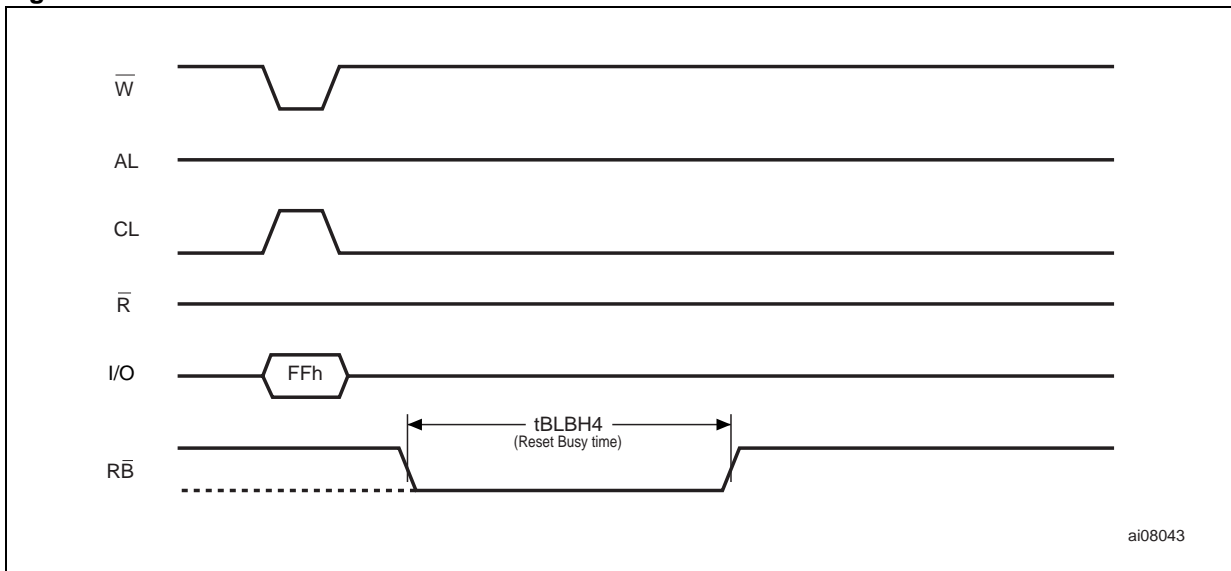 W̅
AL
CL
R̅
I/O
FFh
tBLBH4
(Reset Busy time)
RB̅
ai08043